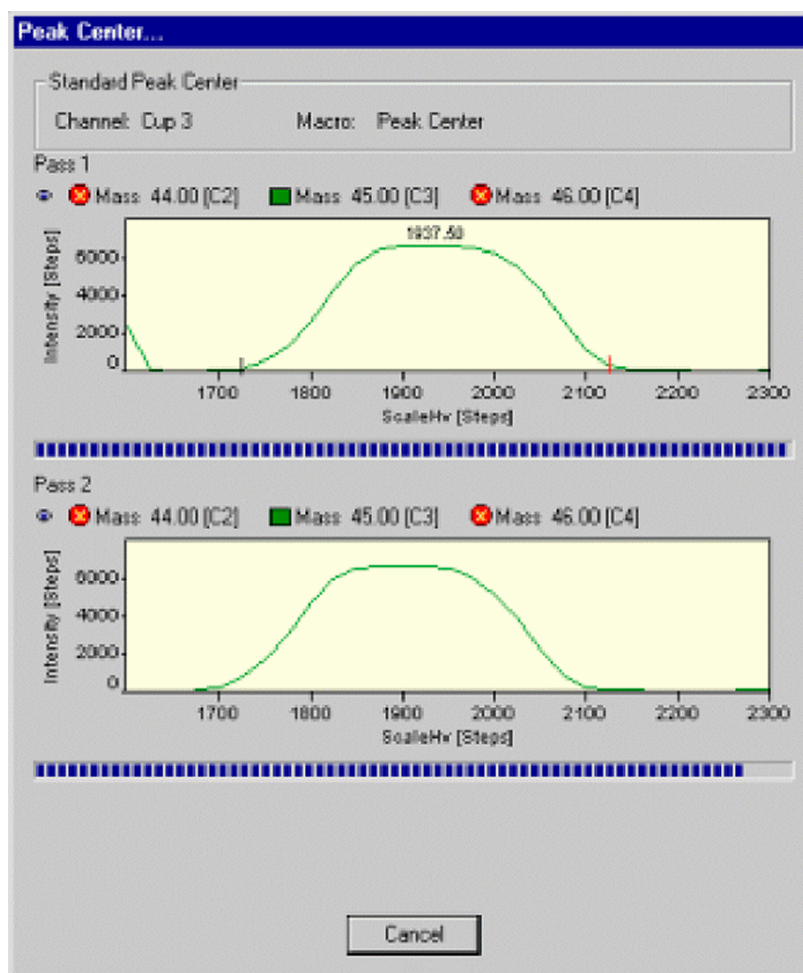 Peak Center...
Standard Peak Center
Channel: Cup 3 Macro: Peak Center
Pass 1
Mass 44.00 [C2] Mass 45.00 [C3] Mass 46.00 [C4]
1937.50
Intensity [Steps]
6000
4000
2000
0
1700 1800 1900 2000 2100 2200 2300
ScaleHv [Steps]
Pass 2
Mass 44.00 [C2] Mass 45.00 [C3] Mass 46.00 [C4]
Intensity [Steps]
6000
4000
2000
0
1700 1800 1900 2000 2100 2200 2300
ScaleHv [Steps]
Cancel